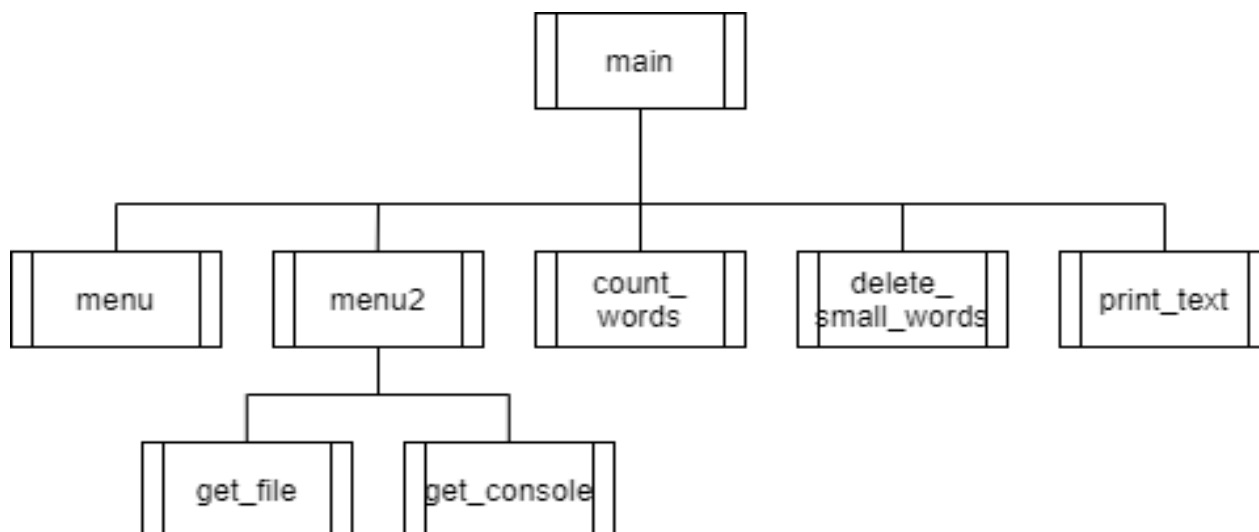 main
menu
menu2
count_
words
delete_
small_words
print_text
get_file
get_console